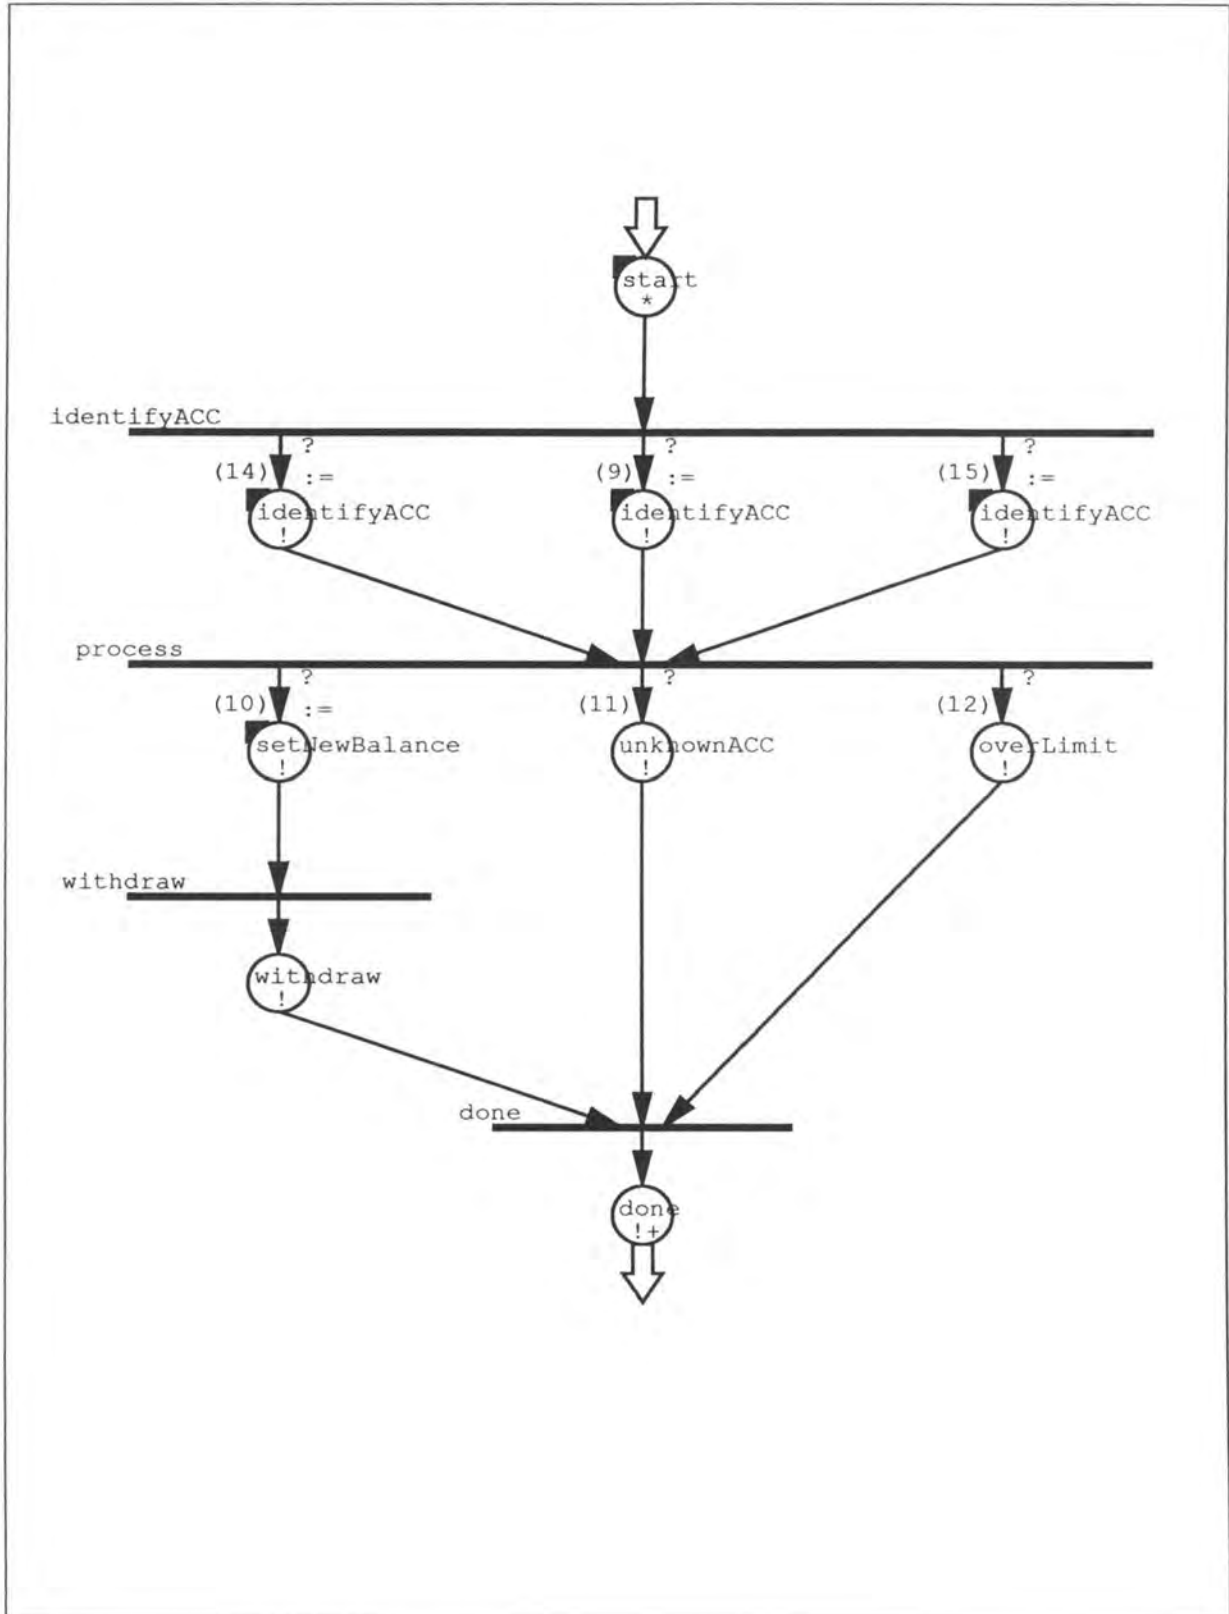 start
*
identifyACC
? ? ?
(14) := (9) := (15) :=
identifyACC identifyACC identifyACC
! ! !
process
? ? ?
(10) := (11) (12)
setNewBalance unknownACC overLimit
! ! !
withdraw
withdraw
!
done
done
!+